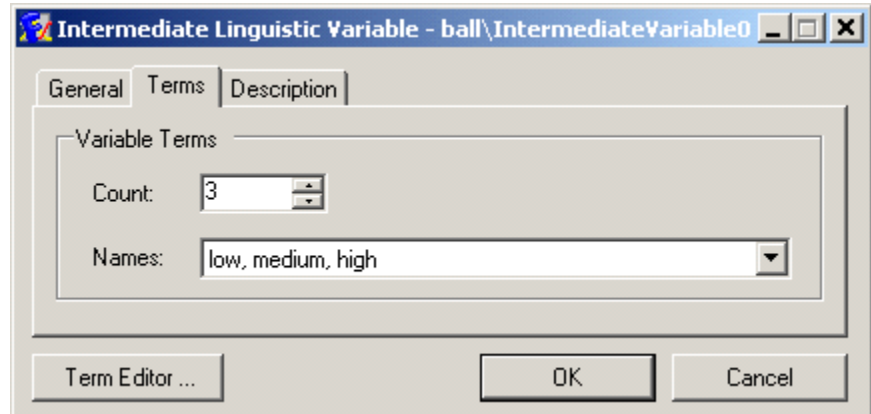 Intermediate Linguistic Variable - ball\IntermediateVariable0
General Terms Description
Variable Terms
Count: 3
Names: low, medium, high
Term Editor ... OK Cancel